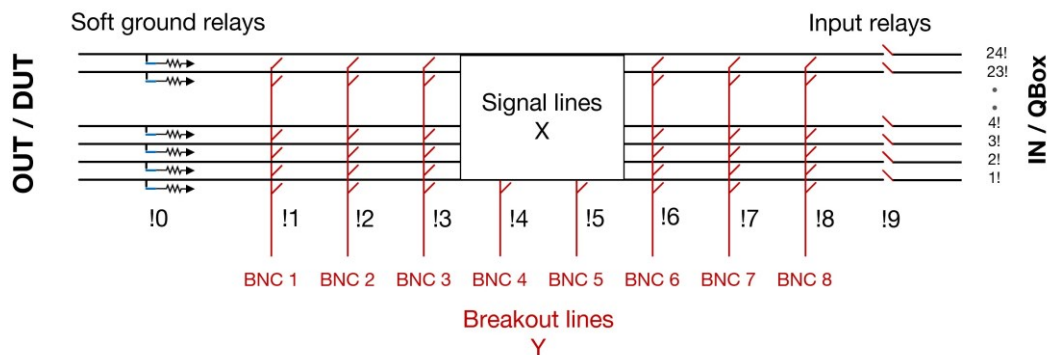 Soft ground relays
Input relays
OUT / DUT
IN / QBox
24!
23!
4!
3!
2!
1!
Signal lines
X
!0
!1
!2
!3
!4
!5
!6
!7
!8
!9
BNC 1
BNC 2
BNC 3
BNC 4
BNC 5
BNC 6
BNC 7
BNC 8
Breakout lines
Y